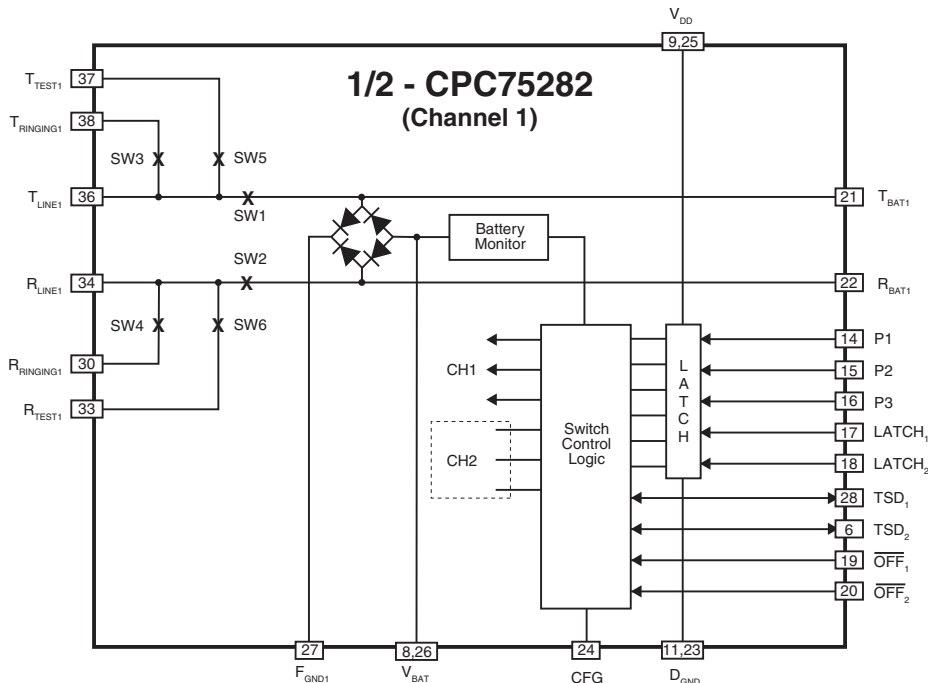 V_DD
9,25
1/2 - CPC75282
(Channel 1)
T_TEST1 37
T_RINGING1 38
SW3 SW5
T_LINE1 36
SW1
21 T_BAT1
Battery
Monitor
SW2
R_LINE1 34
22 R_BAT1
SW4 SW6
R_RINGING1 30
R_TEST1 33
CH1
CH2
Switch
Control
Logic
LATCH
14 P1
15 P2
16 P3
17 LATCH_1
18 LATCH_2
28 TSD_1
6 TSD_2
19 OFF_1
20 OFF_2
27 8,26 24 11,23
F_GND1 V_BAT CFG D_GND